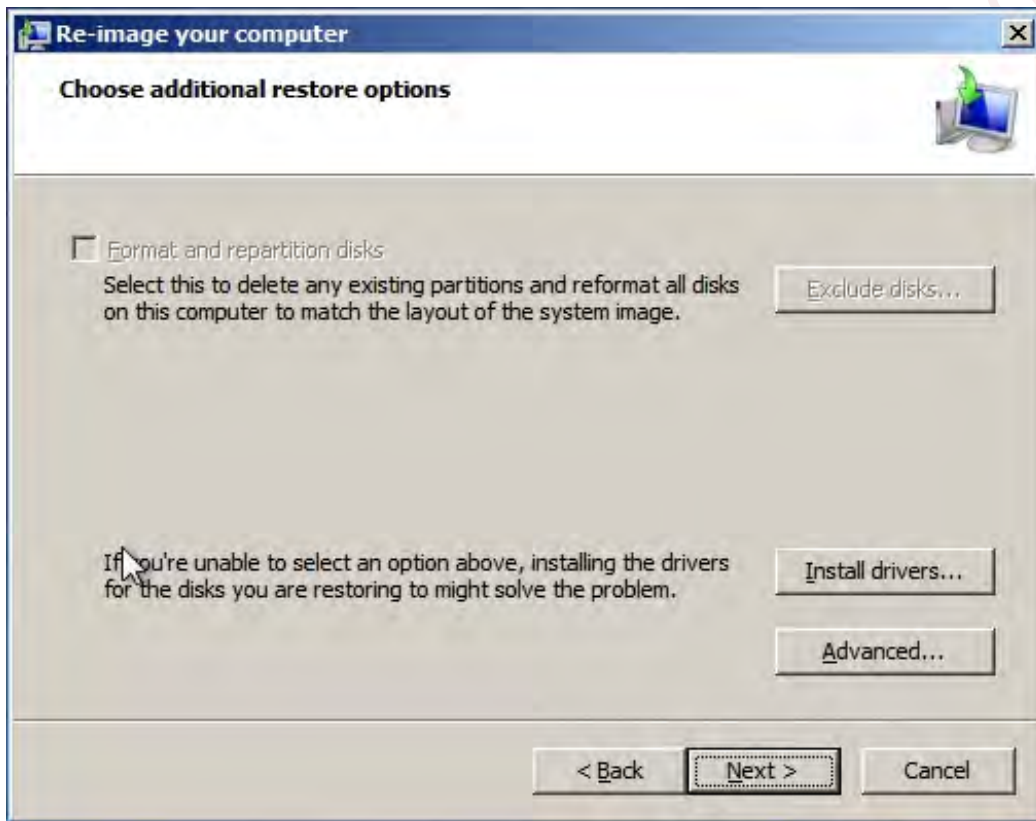 Re-image your computer
Choose additional restore options
Format and repartition disks
Select this to delete any existing partitions and reformat all disks
on this computer to match the layout of the system image.
Exclude disks...
If you're unable to select an option above, installing the drivers
for the disks you are restoring to might solve the problem.
Install drivers...
Advanced...
< Back
Next >
Cancel